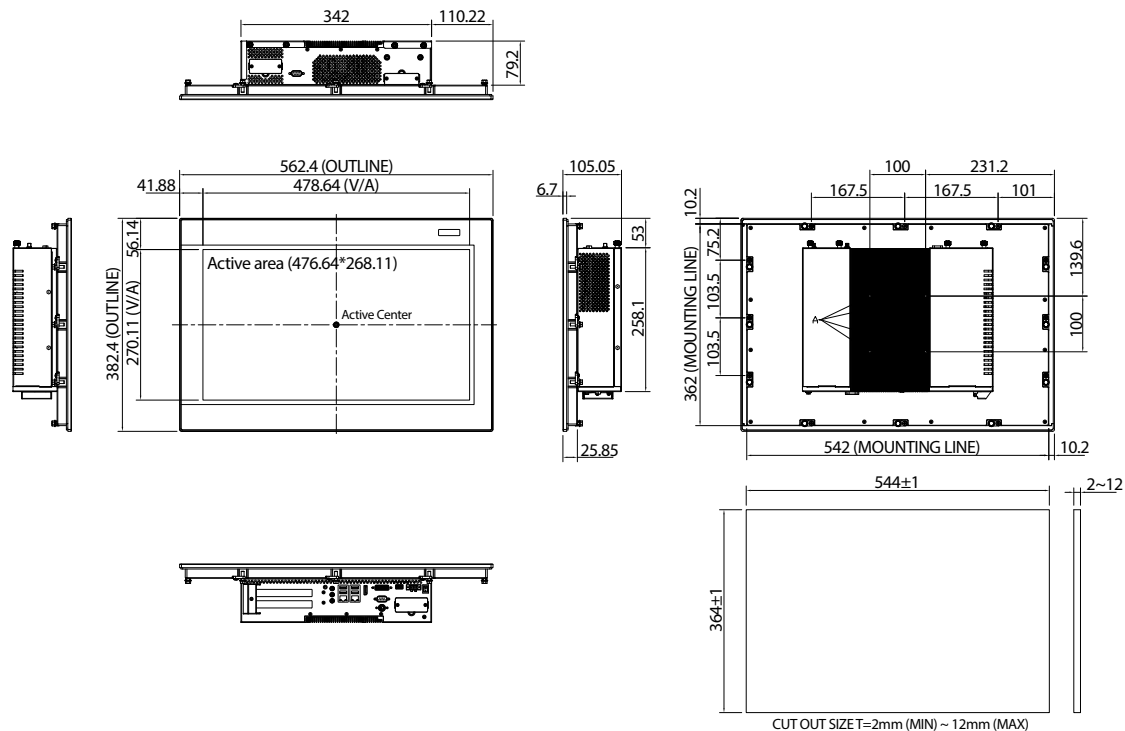 342
110.22
79.2
562.4 (OUTLINE)
41.88
478.64 (V/A)
56.14
382.4 (OUTLINE)
270.11 (V/A)
Active area (476.64*268.11)
Active Center
105.05
6.7
53
258.1
25.85
100
231.2
167.5
167.5
101
10.2
75.2
103.5
103.5
362 (MOUNTING LINE)
A
139.6
100
542 (MOUNTING LINE)
10.2
544±1
2~12
364±1
CUT OUT SIZE T=2mm (MIN) ~ 12mm (MAX)